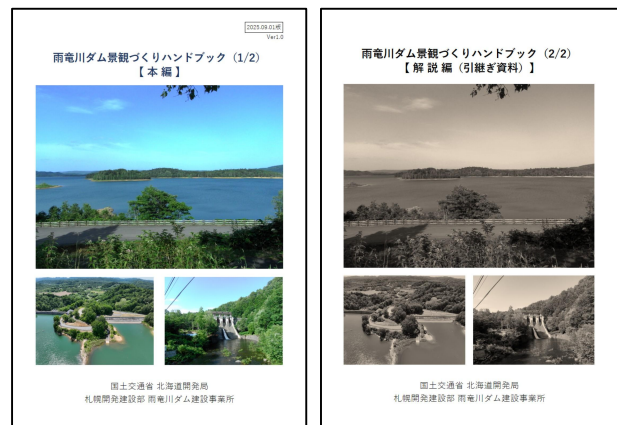 2025.09.01版
Ver1.0
雨竜川ダム景観づくりハンドブック（1/2）
【 本 編 】
国土交通省 北海道開発局
札幌開発建設部 雨竜川ダム建設事業所
雨竜川ダム景観づくりハンドブック（2/2）
【 解 説 編（引継ぎ資料）】
国土交通省 北海道開発局
札幌開発建設部 雨竜川ダム建設事業所